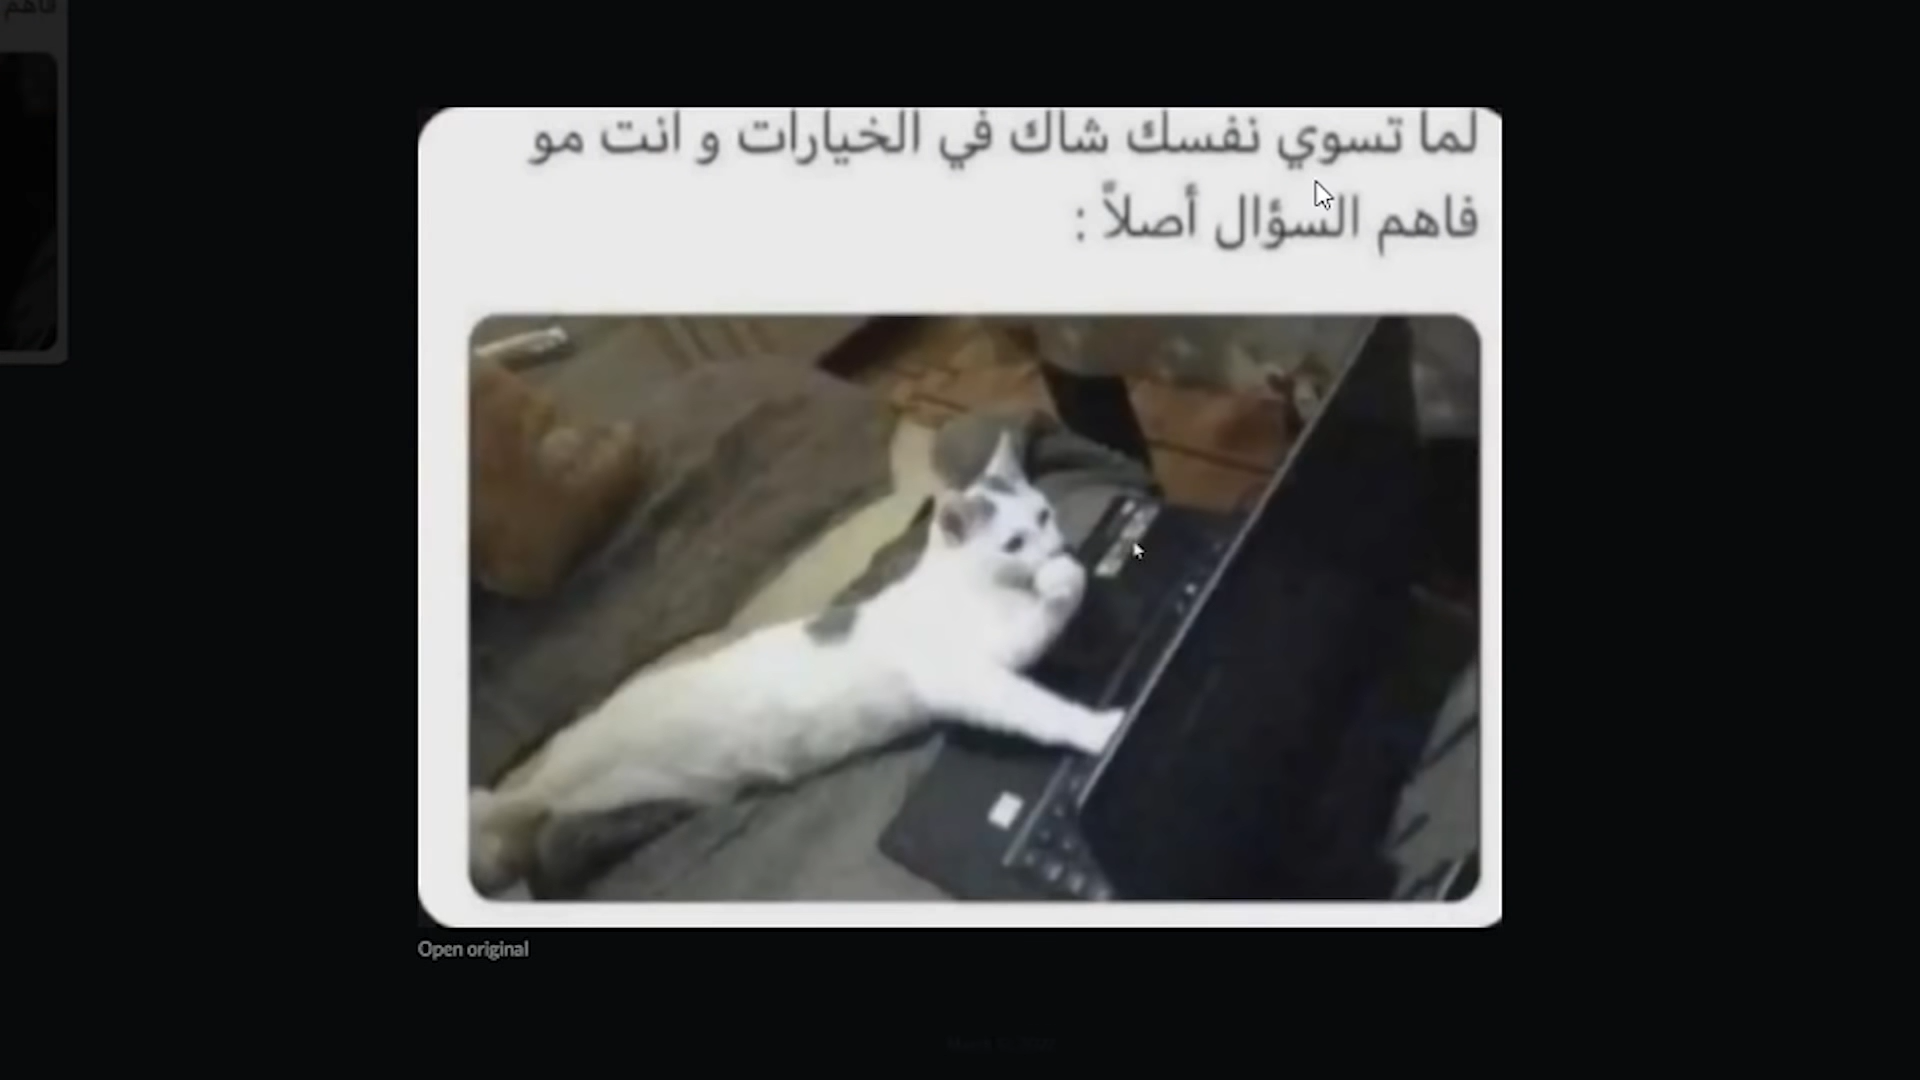 لما تسوي نفسك شاك في الخيارات و انت مو
فاهم السؤال أصلاً :
Open original